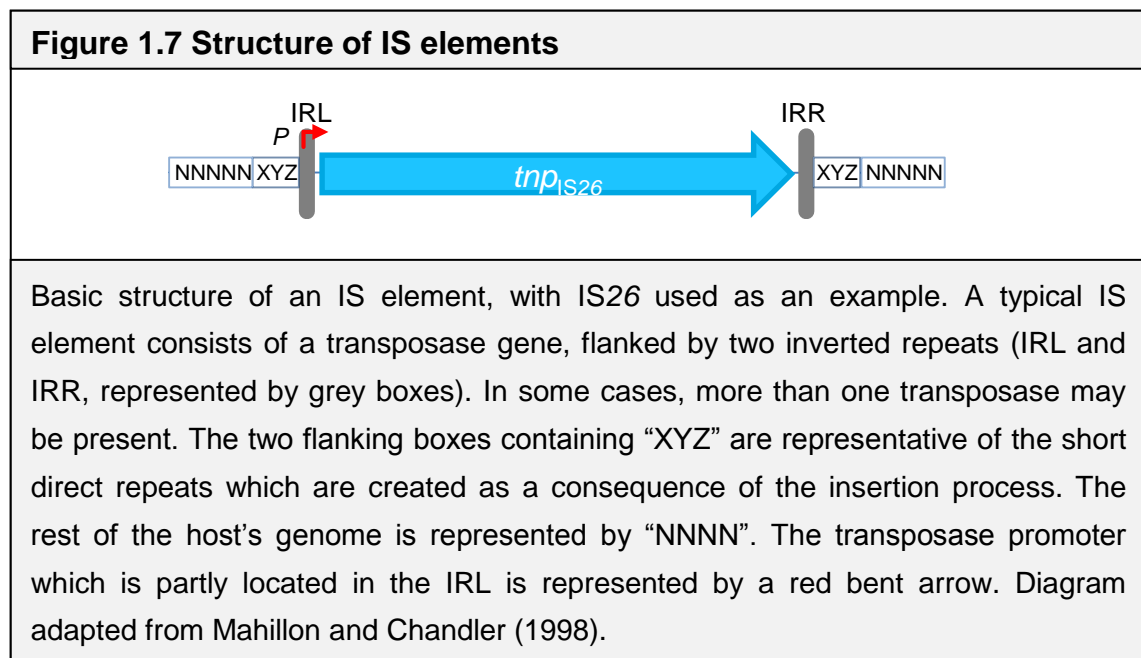 Figure 1.7 Structure of IS elements
IRL IRR
P
NNNNN XYZ tnpIS26 XYZ NNNNN
Basic structure of an IS element, with IS26 used as an example. A typical IS
element consists of a transposase gene, flanked by two inverted repeats (IRL and
IRR, represented by grey boxes). In some cases, more than one transposase may
be present. The two flanking boxes containing “XYZ” are representative of the short
direct repeats which are created as a consequence of the insertion process. The
rest of the host’s genome is represented by “NNNN”. The transposase promoter
which is partly located in the IRL is represented by a red bent arrow. Diagram
adapted from Mahillon and Chandler (1998).